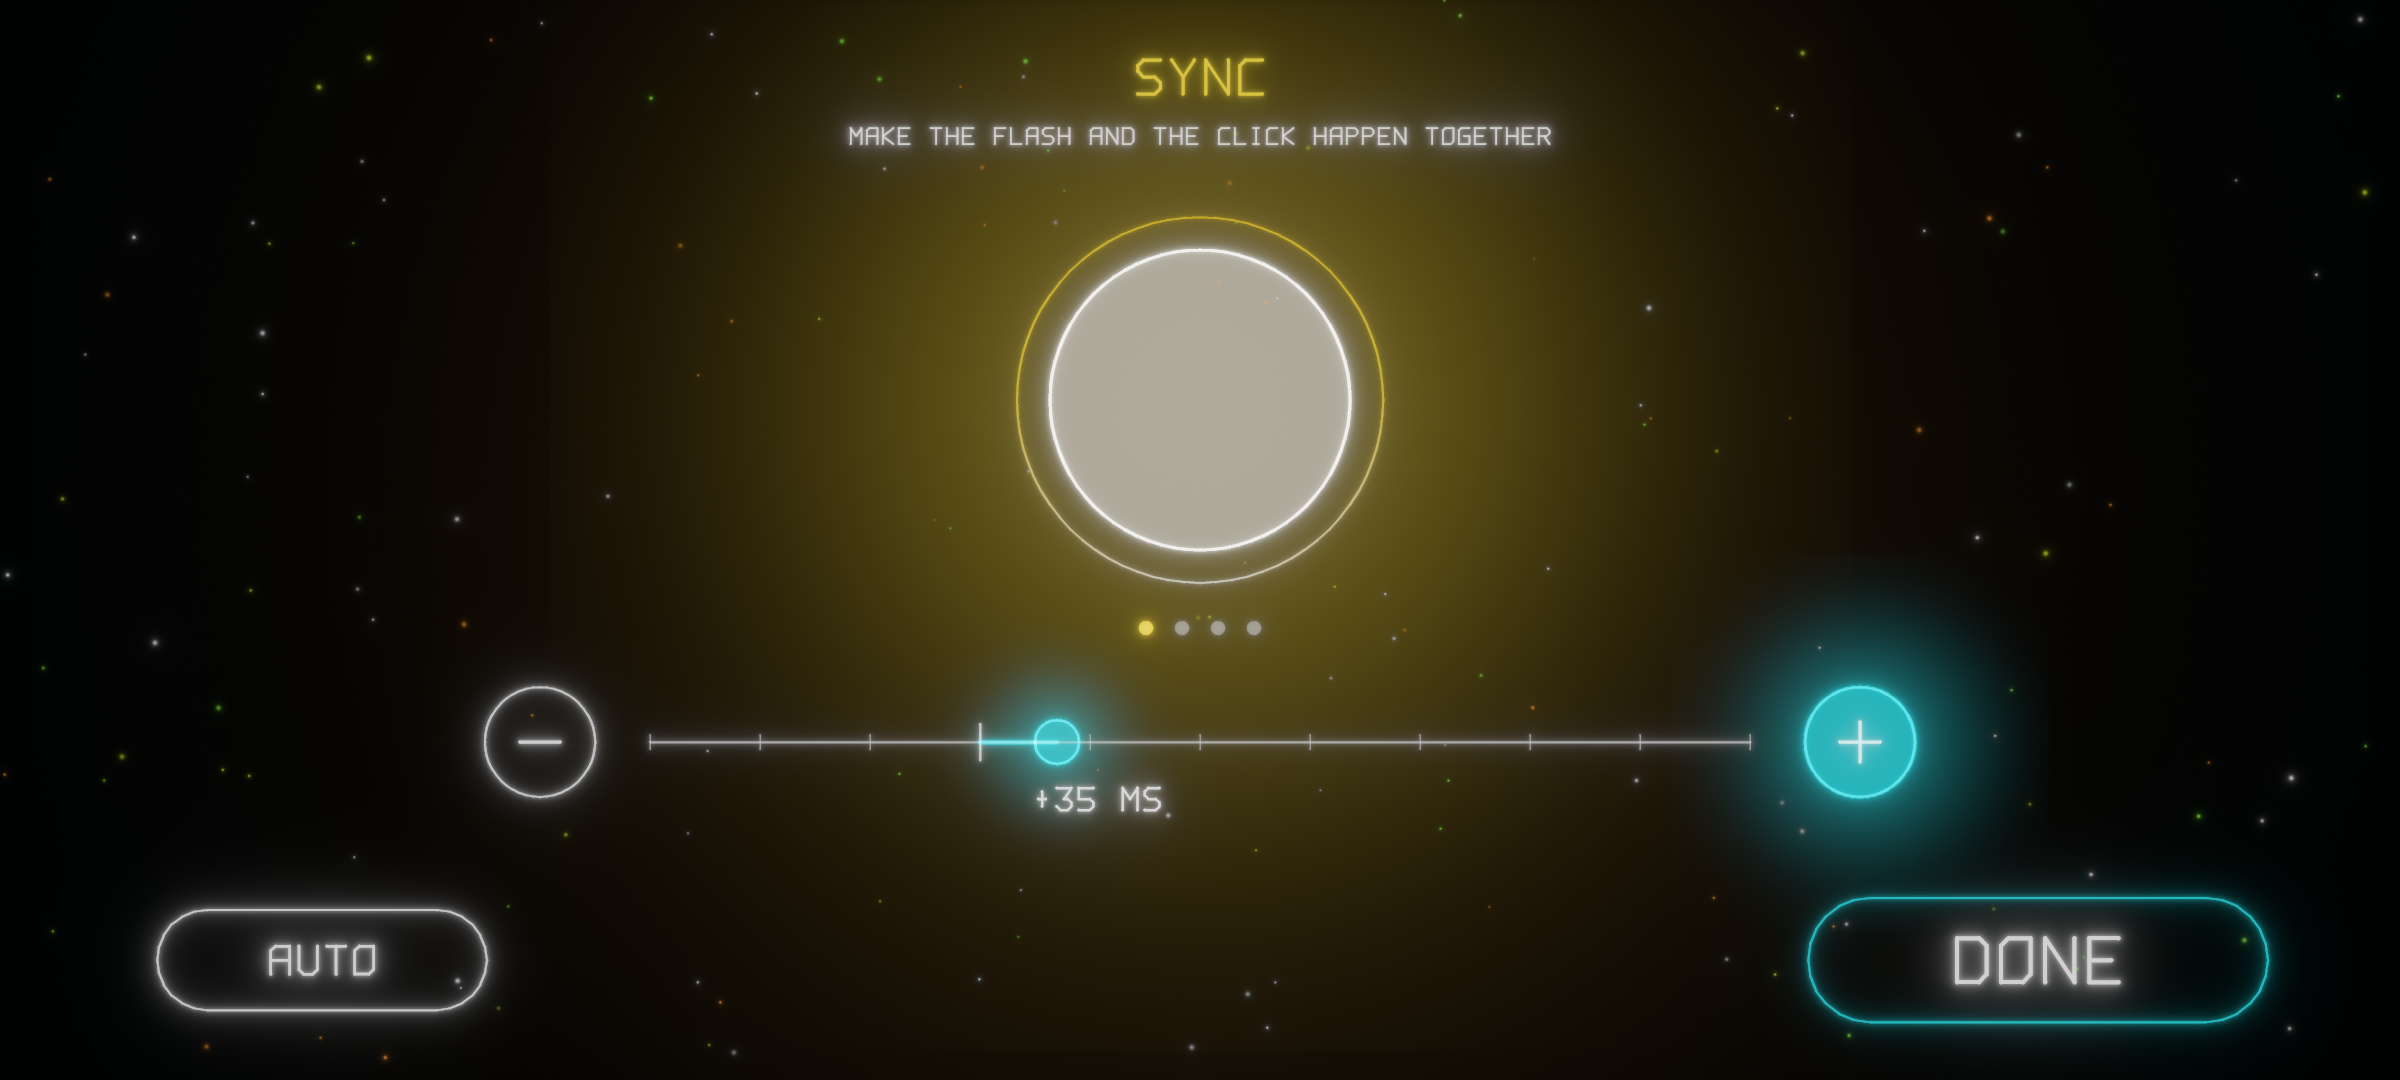 SYNC
MAKE THE FLASH AND THE CLICK HAPPEN TOGETHER
+35 MS
AUTO
DONE